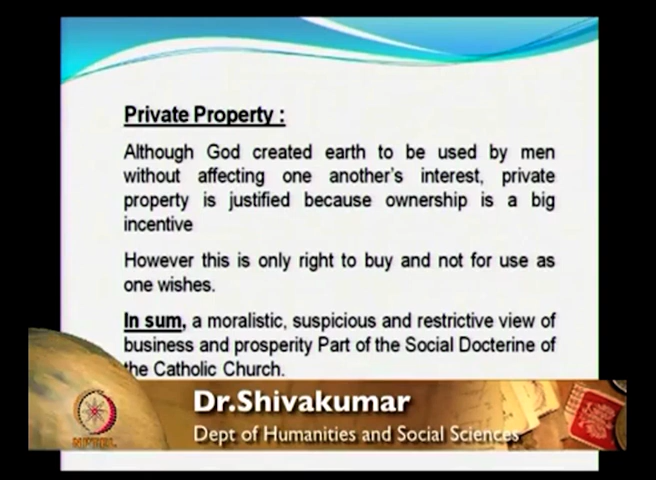 Private Property :
Although God created earth to be used by men
without affecting one another's interest, private
property is justified because ownership is a big
incentive
However this is only right to buy and not for use as
one wishes.
In sum, a moralistic, suspicious and restrictive view of
business and prosperity Part of the Social Docterine of
the Catholic Church.
Dr.Shivakumar
Dept of Humanities and Social Sciences
NPTEL